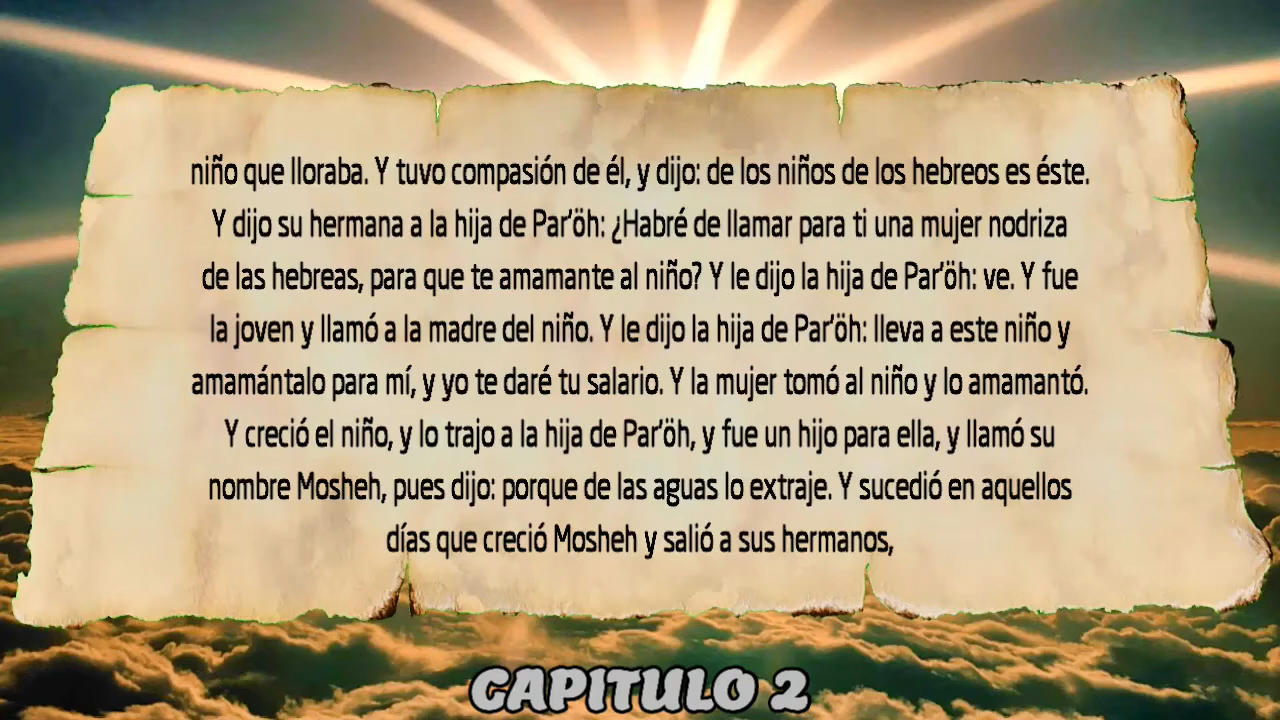 niño que lloraba. Y tuvo compasión de él, y dijo: de los niños de los hebreos es éste.
Y dijo su hermana a la hija de Par'öh: ¿Habré de llamar para ti una mujer nodriza
de las hebreas, para que te amamante al niño? Y le dijo la hija de Par'öh: ve. Y fue
la joven y llamó a la madre del niño. Y le dijo la hija de Par'öh: lleva a este niño y
amamántalo para mí, y yo te daré tu salario. Y la mujer tomó al niño y lo amamantó.
Y creció el niño, y lo trajo a la hija de Par'öh, y fue un hijo para ella, y llamó su
nombre Mosheh, pues dijo: porque de las aguas lo extraje. Y sucedió en aquellos
días que creció Mosheh y salió a sus hermanos,
CAPITULO 2